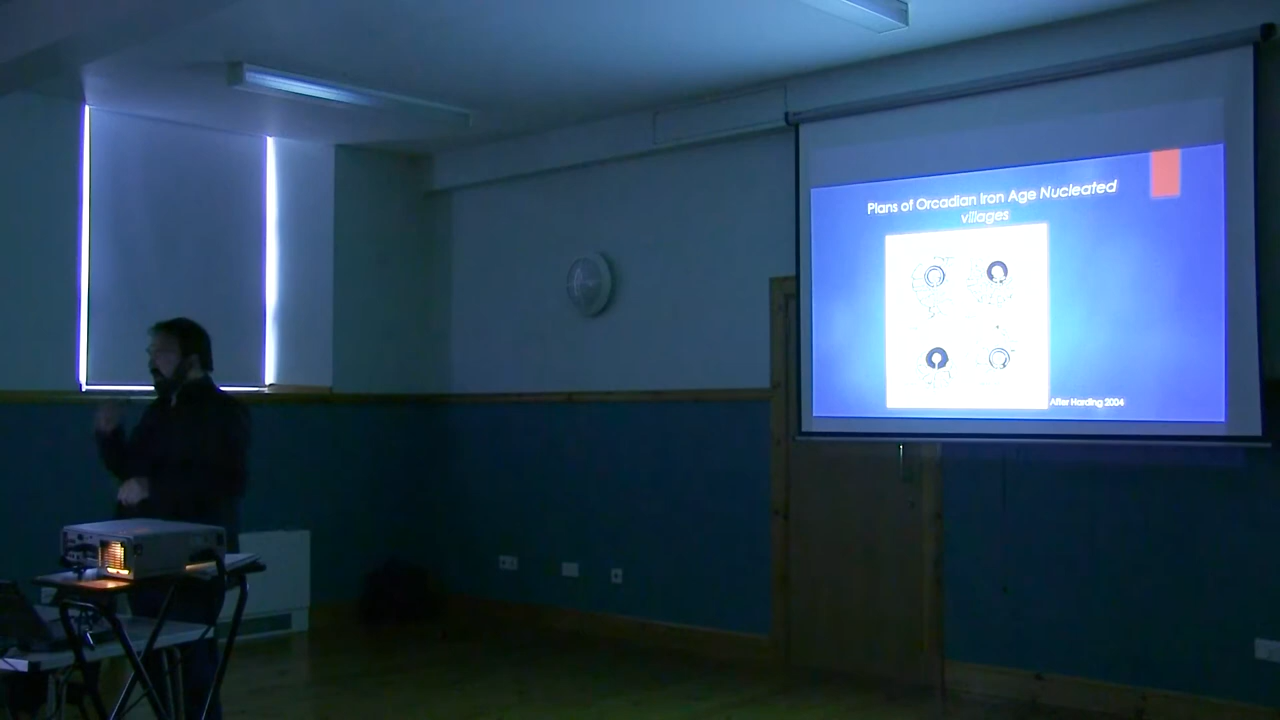 Plans of Orcadian Iron Age Nucleated
villages
After Harding 2004